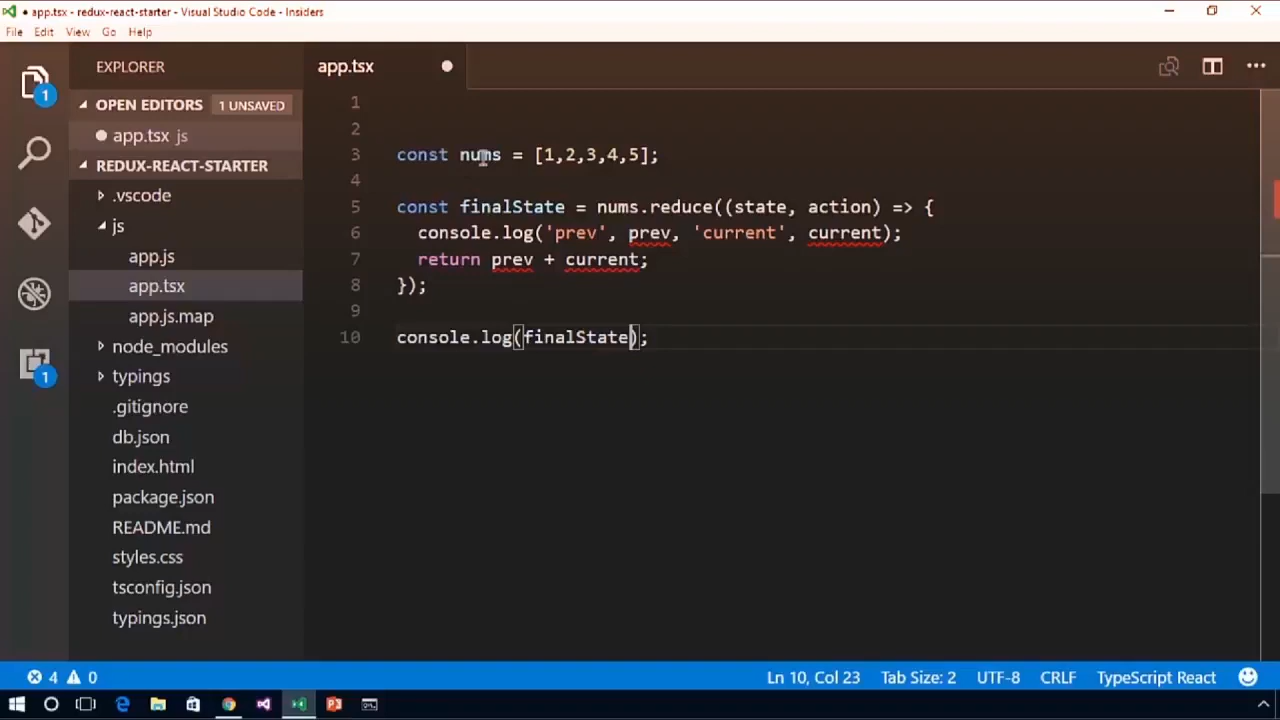 ● app.tsx - redux-react-starter - Visual Studio Code - Insiders
File Edit View Go Help
EXPLORER
app.tsx
OPEN EDITORS 1 UNSAVED
app.tsx js
REDUX-REACT-STARTER
.vscode
js
app.js
app.tsx
app.js.map
node_modules
typings
.gitignore
db.json
index.html
package.json
README.md
styles.css
tsconfig.json
typings.json
1
1
1
2
3 const nums = [1,2,3,4,5];
4
5 const finalState = nums.reduce((state, action) => {
6 console.log('prev', prev, 'current', current);
7 return prev + current;
8 });
9
10 console.log(finalState);
4 0
Ln 10, Col 23 Tab Size: 2 UTF-8 CRLF TypeScript React